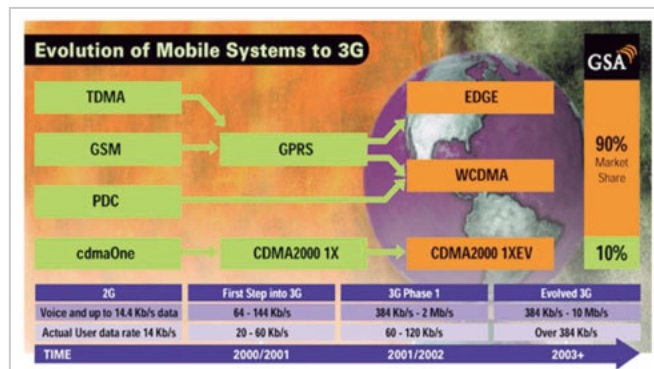 Evolution of Mobile Systems to 3G
GSA
TDMA
EDGE
GSM
GPRS
90%
Market
Share
WCDMA
PDC
cdmaOne
CDMA2000 1X
CDMA2000 1XEV
10%
2G First Step into 3G 3G Phase 1 Evolved 3G
Voice and up to 14.4 Kb/s data 64 - 144 Kb/s 384 Kb/s - 2 Mb/s 384 Kb/s - 10 Mb/s
Actual User data rate 14 Kb/s 20 - 60 Kb/s 60 - 120 Kb/s Over 384 Kb/s
TIME 2000/2001 2001/2002 2003+